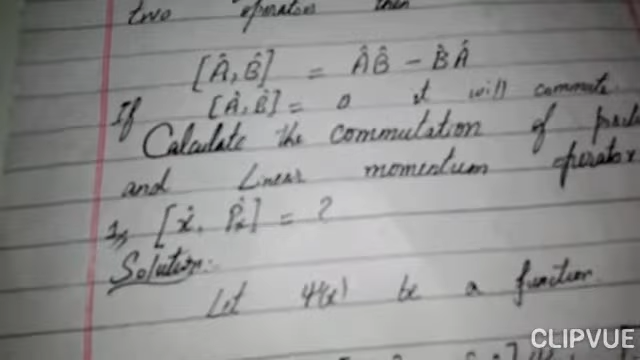 two operators then
[Â, B̂] = ÂB̂ - B̂Â
If [Â, B̂] = 0 it will commute.
Calculate the commutation of
and Linear momentum operator
[x̂, P̂x] = ?
Solution:-
Let ψ(x) be a function.
CLIPVUE